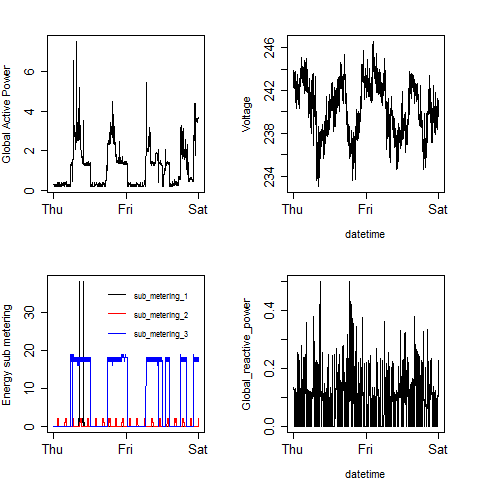 Global Active Power
0 2 4 6
Thu Fri Sat
Voltage
234 238 242 246
Thu Fri Sat
datetime
Energy sub metering
0 10 20 30
sub_metering_1
sub_metering_2
sub_metering_3
Thu Fri Sat
Global_reactive_power
0.0 0.2 0.4
Thu Fri Sat
datetime